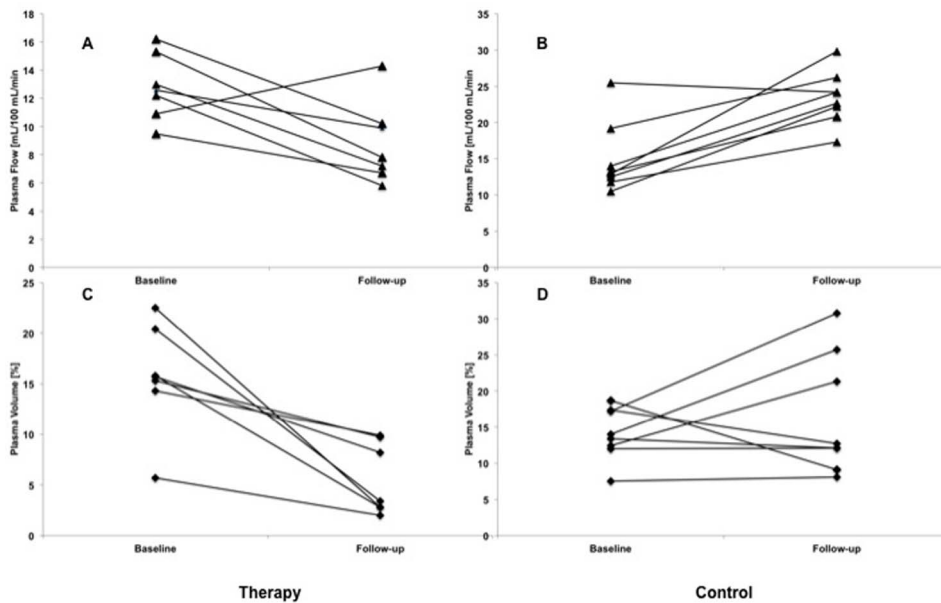 A
B
Plasma Flow [mL/100 mL/min
18
16
14
12
10
8
6
4
2
0
Baseline
Follow-up
Plasma Flow [mL/100 mL/min]
35
30
25
20
15
10
5
0
Baseline
Follow-up
C
D
Plasma Volume [%]
25
20
15
10
5
0
Baseline
Follow-up
Plasma Volume [%]
35
30
25
20
15
10
5
0
Baseline
Follow-up
Therapy
Control